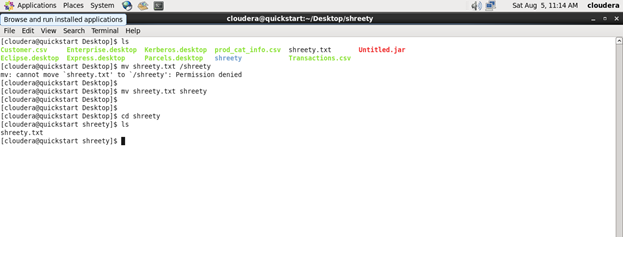 Applications Places System Sat Aug 5, 11:14 AM cloudera
Browse and run installed applications cloudera@quickstart:~/Desktop/shreety
File Edit View Search Terminal Help
[cloudera@quickstart Desktop]$ ls
Customer.csv Enterprise.desktop Kerberos.desktop prod_cat_info.csv shreety.txt Untitled.jar
Eclipse.desktop Express.desktop Parcels.desktop shreety Transactions.csv
[cloudera@quickstart Desktop]$ mv shreety.txt /shreety
mv: cannot move `shreety.txt' to `/shreety': Permission denied
[cloudera@quickstart Desktop]$
[cloudera@quickstart Desktop]$ mv shreety.txt shreety
[cloudera@quickstart Desktop]$
[cloudera@quickstart Desktop]$
[cloudera@quickstart Desktop]$ cd shreety
[cloudera@quickstart shreety]$ ls
shreety.txt
[cloudera@quickstart shreety]$